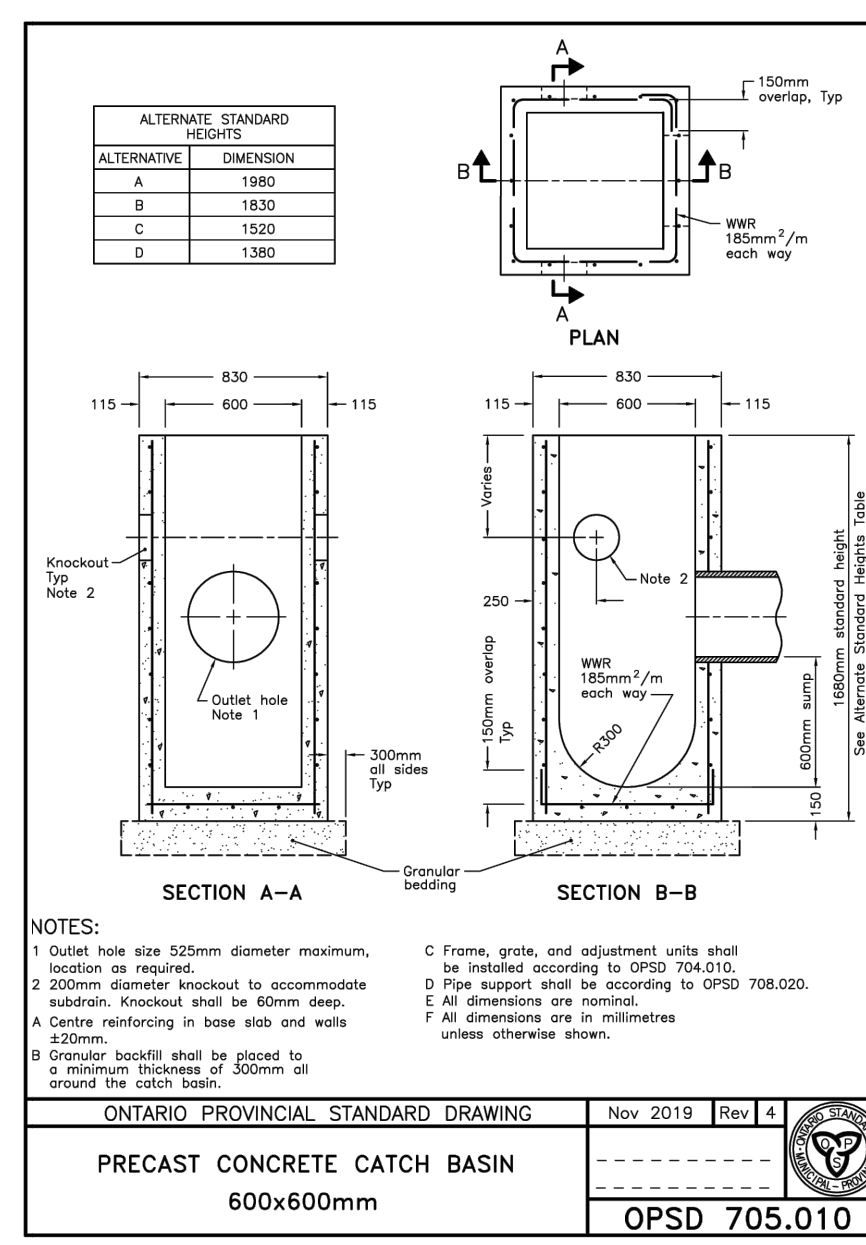 ALTERNATE STANDARD
HEIGHTS
ALTERNATIVE DIMENSION
A 1980
B 1830
C 1520
D 1380
A
150mm
overlap, Typ
B B
WWR
185mm²/m
each way
A
PLAN
830
115 600 115
Knockout
Typ
Note 2
Outlet hole
Note 1
300mm
all sides
Typ
SECTION A–A
830
115 600 115
Varies
Note 2
250
WWR
185mm²/m
each way
150mm overlap
Typ
R300
600mm sump
150
1680mm standard height
See Alternate Standard Heights Table
Granular
bedding
SECTION B–B
NOTES:
1 Outlet hole size 525mm diameter maximum,
location as required.
2 200mm diameter knockout to accommodate
subdrain. Knockout shall be 60mm deep.
A Centre reinforcing in base slab and walls
±20mm.
B Granular backfill shall be placed to
a minimum thickness of 300mm all
around the catch basin.
C Frame, grate, and adjustment units shall
be installed according to OPSD 704.010.
D Pipe support shall be according to OPSD 708.020.
E All dimensions are nominal.
F All dimensions are in millimetres
unless otherwise shown.
ONTARIO PROVINCIAL STANDARD DRAWING
Nov 2019 Rev 4
PRECAST CONCRETE CATCH BASIN
600x600mm
OPSD 705.010
O P
S